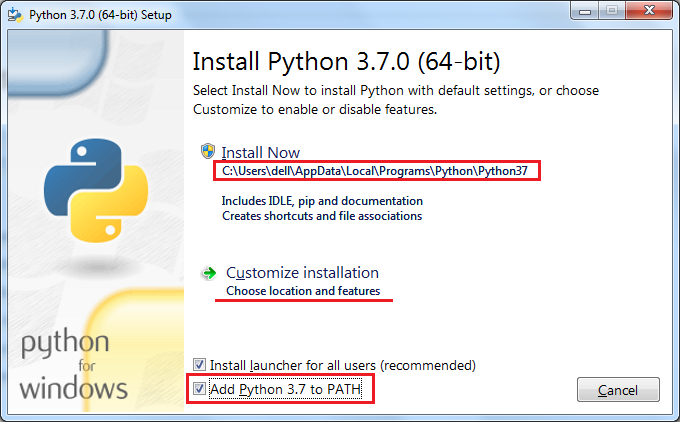 Python 3.7.0 (64-bit) Setup
Install Python 3.7.0 (64-bit)
Select Install Now to install Python with default settings, or choose
Customize to enable or disable features.
Install Now
C:\Users\dell\AppData\Local\Programs\Python\Python37
Includes IDLE, pip and documentation
Creates shortcuts and file associations
Customize installation
Choose location and features
python
for
windows
Install launcher for all users (recommended)
Add Python 3.7 to PATH
Cancel